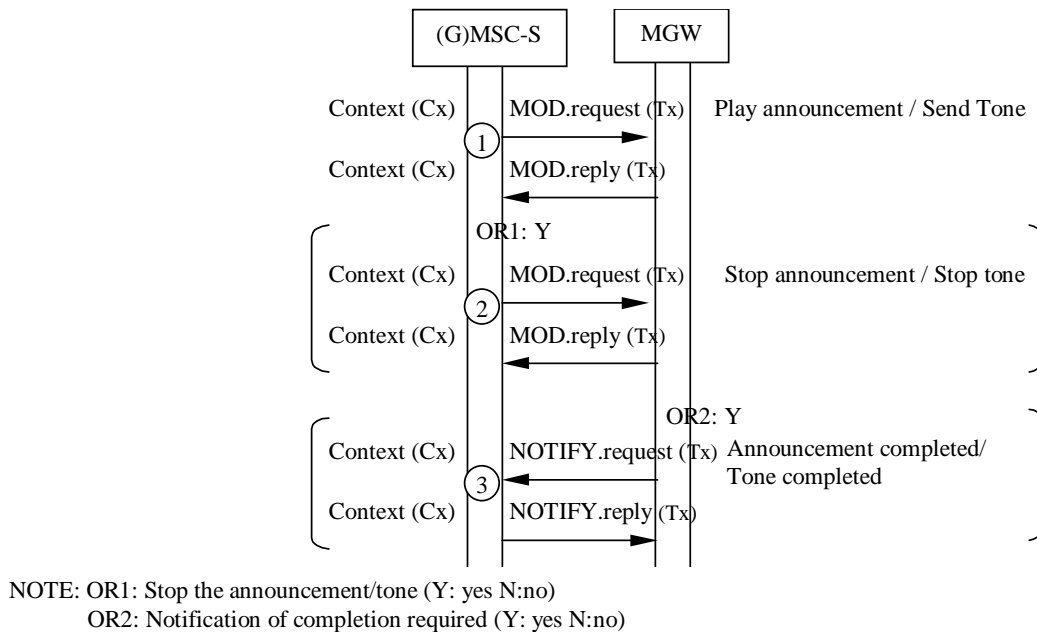 (G)MSC-S MGW
Context (Cx) MOD.request (Tx) Play announcement / Send Tone
1
Context (Cx) MOD.reply (Tx)
OR1: Y
Context (Cx) MOD.request (Tx) Stop announcement / Stop tone
2
Context (Cx) MOD.reply (Tx)
OR2: Y
Context (Cx) NOTIFY.request (Tx) Announcement completed/
Tone completed
3
Context (Cx) NOTIFY.reply (Tx)
NOTE: OR1: Stop the announcement/tone (Y: yes N:no)
OR2: Notification of completion required (Y: yes N:no)